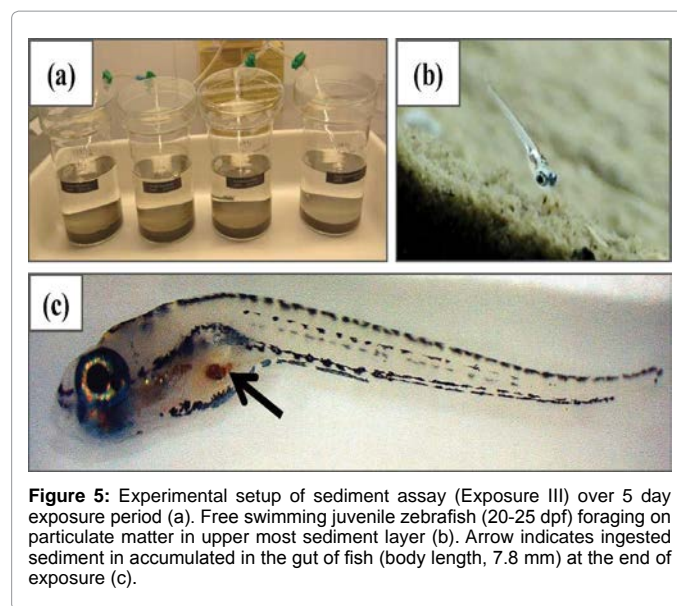 (a)
(b)
(c)
Figure 5: Experimental setup of sediment assay (Exposure III) over 5 day
exposure period (a). Free swimming juvenile zebrafish (20-25 dpf) foraging on
particulate matter in upper most sediment layer (b). Arrow indicates ingested
sediment in accumulated in the gut of fish (body length, 7.8 mm) at the end of
exposure (c).